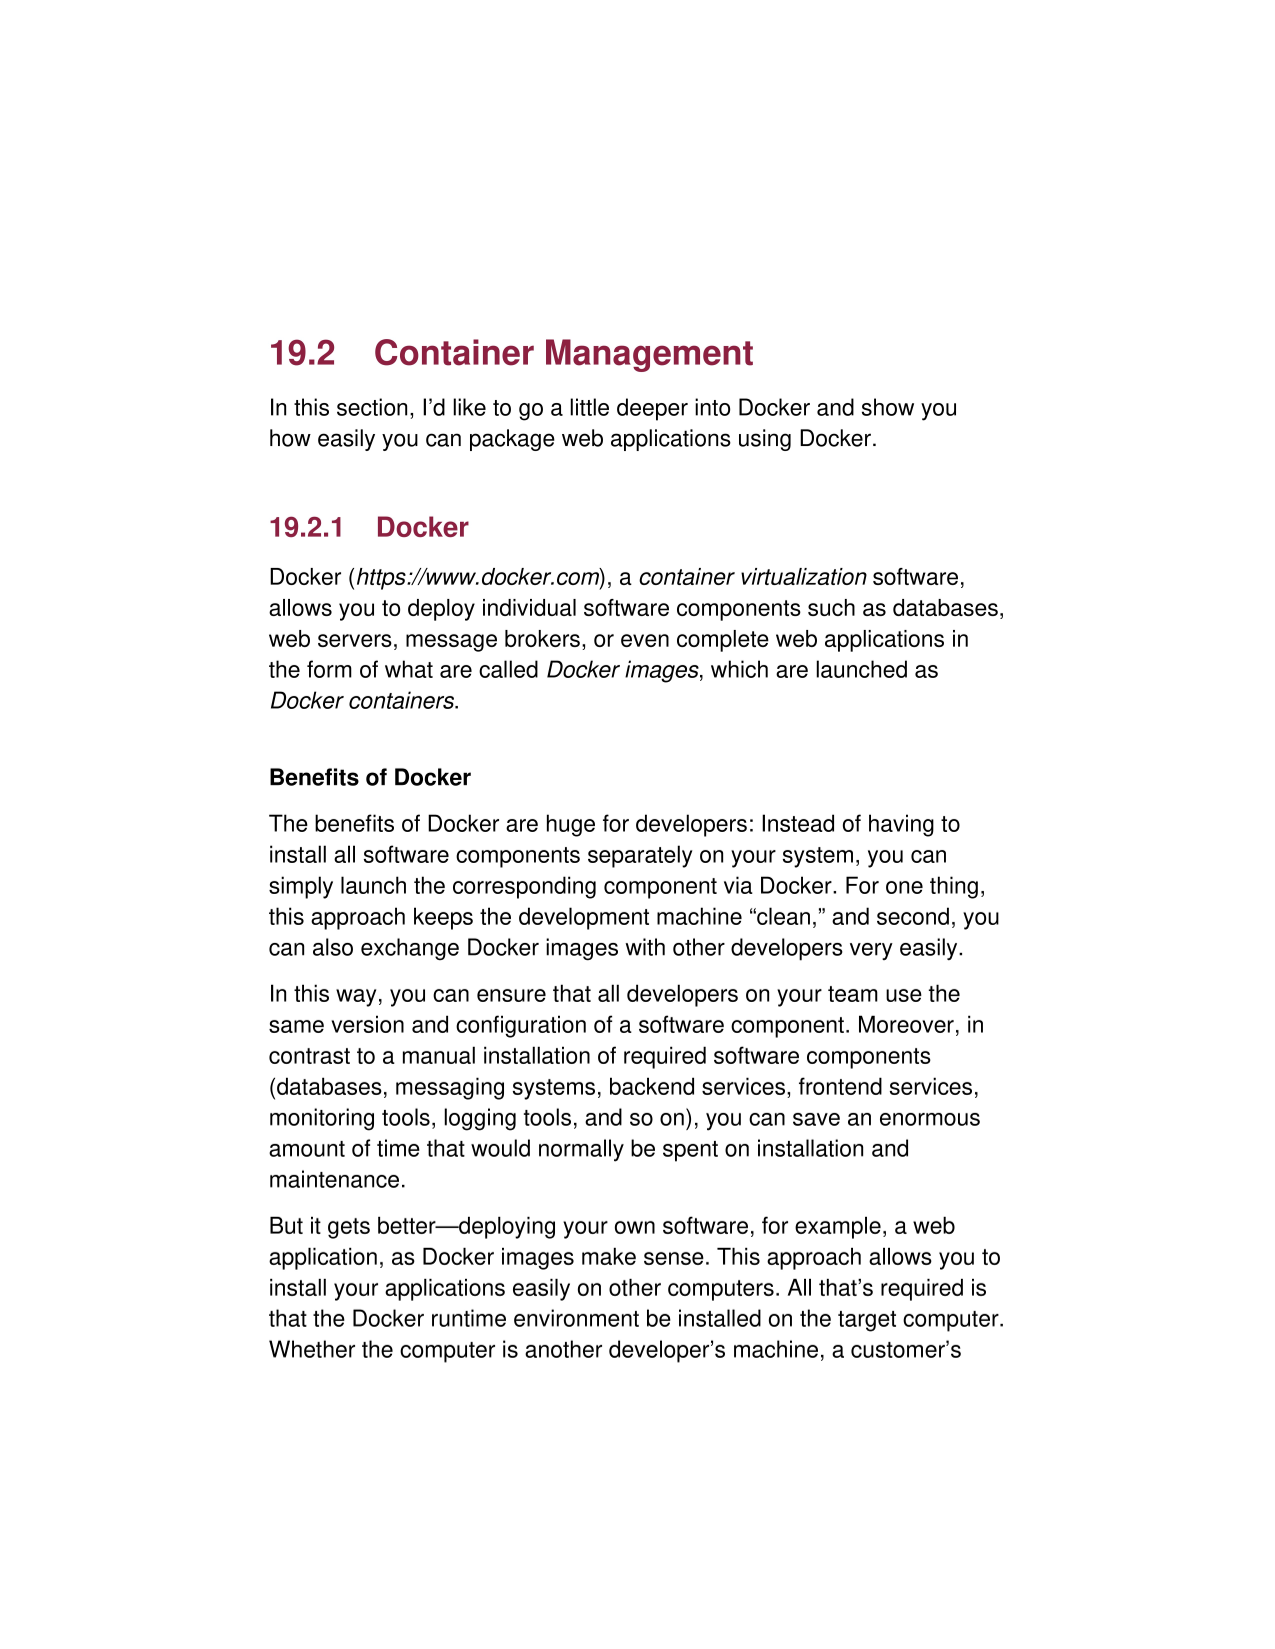 19.2 Container Management
In this section, I’d like to go a little deeper into Docker and show you
how easily you can package web applications using Docker.
19.2.1 Docker
Docker (https://www.docker.com), a container virtualization software,
allows you to deploy individual software components such as databases,
web servers, message brokers, or even complete web applications in
the form of what are called Docker images, which are launched as
Docker containers.
Benefits of Docker
The benefits of Docker are huge for developers: Instead of having to
install all software components separately on your system, you can
simply launch the corresponding component via Docker. For one thing,
this approach keeps the development machine “clean,” and second, you
can also exchange Docker images with other developers very easily.
In this way, you can ensure that all developers on your team use the
same version and configuration of a software component. Moreover, in
contrast to a manual installation of required software components
(databases, messaging systems, backend services, frontend services,
monitoring tools, logging tools, and so on), you can save an enormous
amount of time that would normally be spent on installation and
maintenance.
But it gets better—deploying your own software, for example, a web
application, as Docker images make sense. This approach allows you to
install your applications easily on other computers. All that’s required is
that the Docker runtime environment be installed on the target computer.
Whether the computer is another developer’s machine, a customer’s